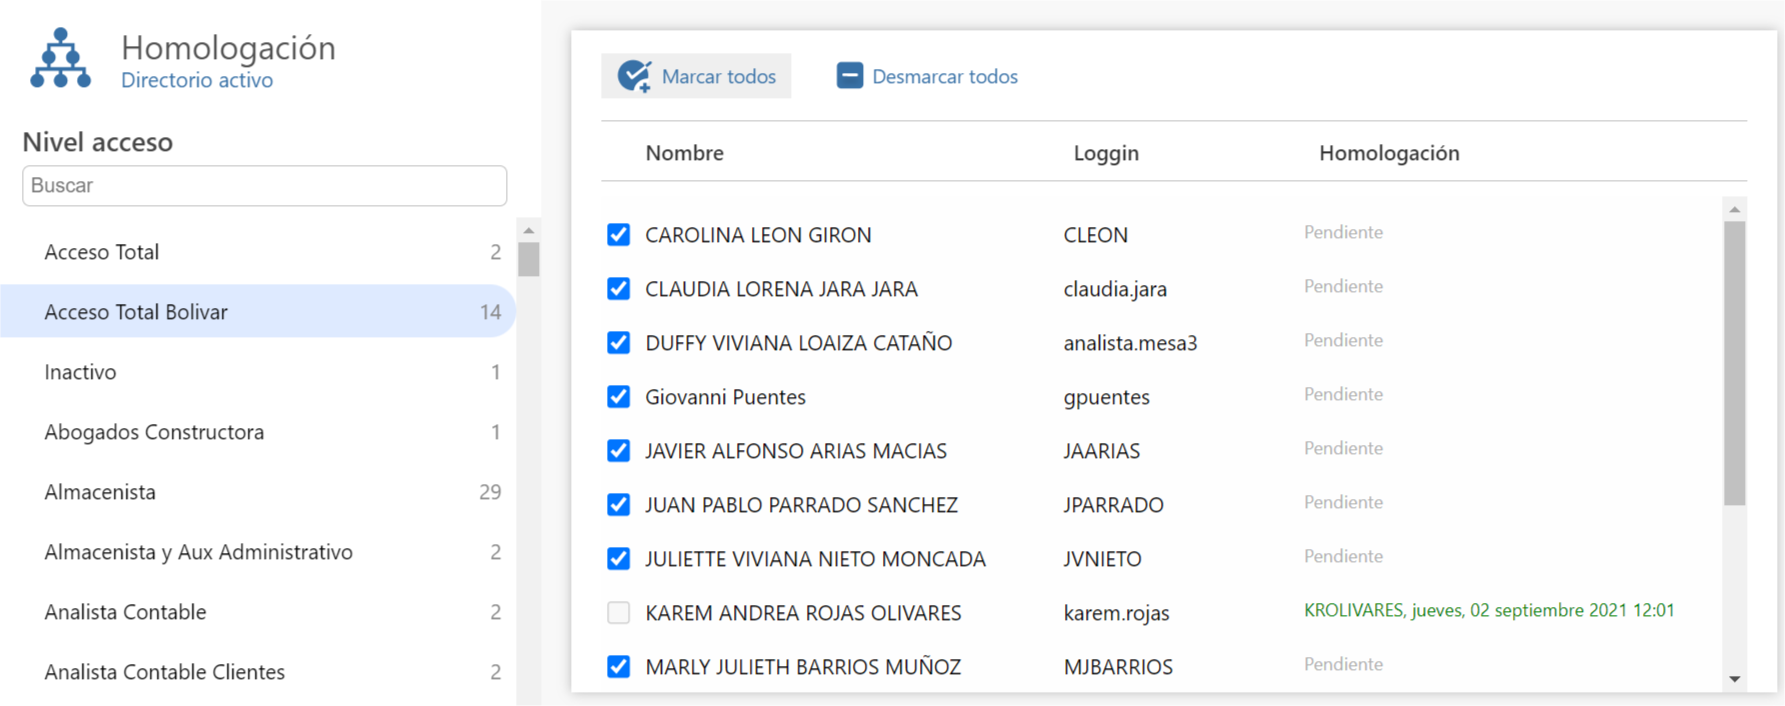 Homologación
Directorio activo
Nivel acceso
Buscar
Acceso Total 2
Acceso Total Bolivar 14
Inactivo 1
Abogados Constructora 1
Almacenista 29
Almacenista y Aux Administrativo 2
Analista Contable 2
Analista Contable Clientes 2
Marcar todos Desmarcar todos
Nombre Loggin Homologación
CAROLINA LEON GIRON CLEON Pendiente
CLAUDIA LORENA JARA JARA claudia.jara Pendiente
DUFFY VIVIANA LOAIZA CATAÑO analista.mesa3 Pendiente
Giovanni Puentes gpuentes Pendiente
JAVIER ALFONSO ARIAS MACIAS JAARIAS Pendiente
JUAN PABLO PARRADO SANCHEZ JPARRADO Pendiente
JULIETTE VIVIANA NIETO MONCADA JVNIETO Pendiente
KAREM ANDREA ROJAS OLIVARES karem.rojas KROLIVARES, jueves, 02 septiembre 2021 12:01
MARLY JULIETH BARRIOS MUÑOZ MJBARRIOS Pendiente